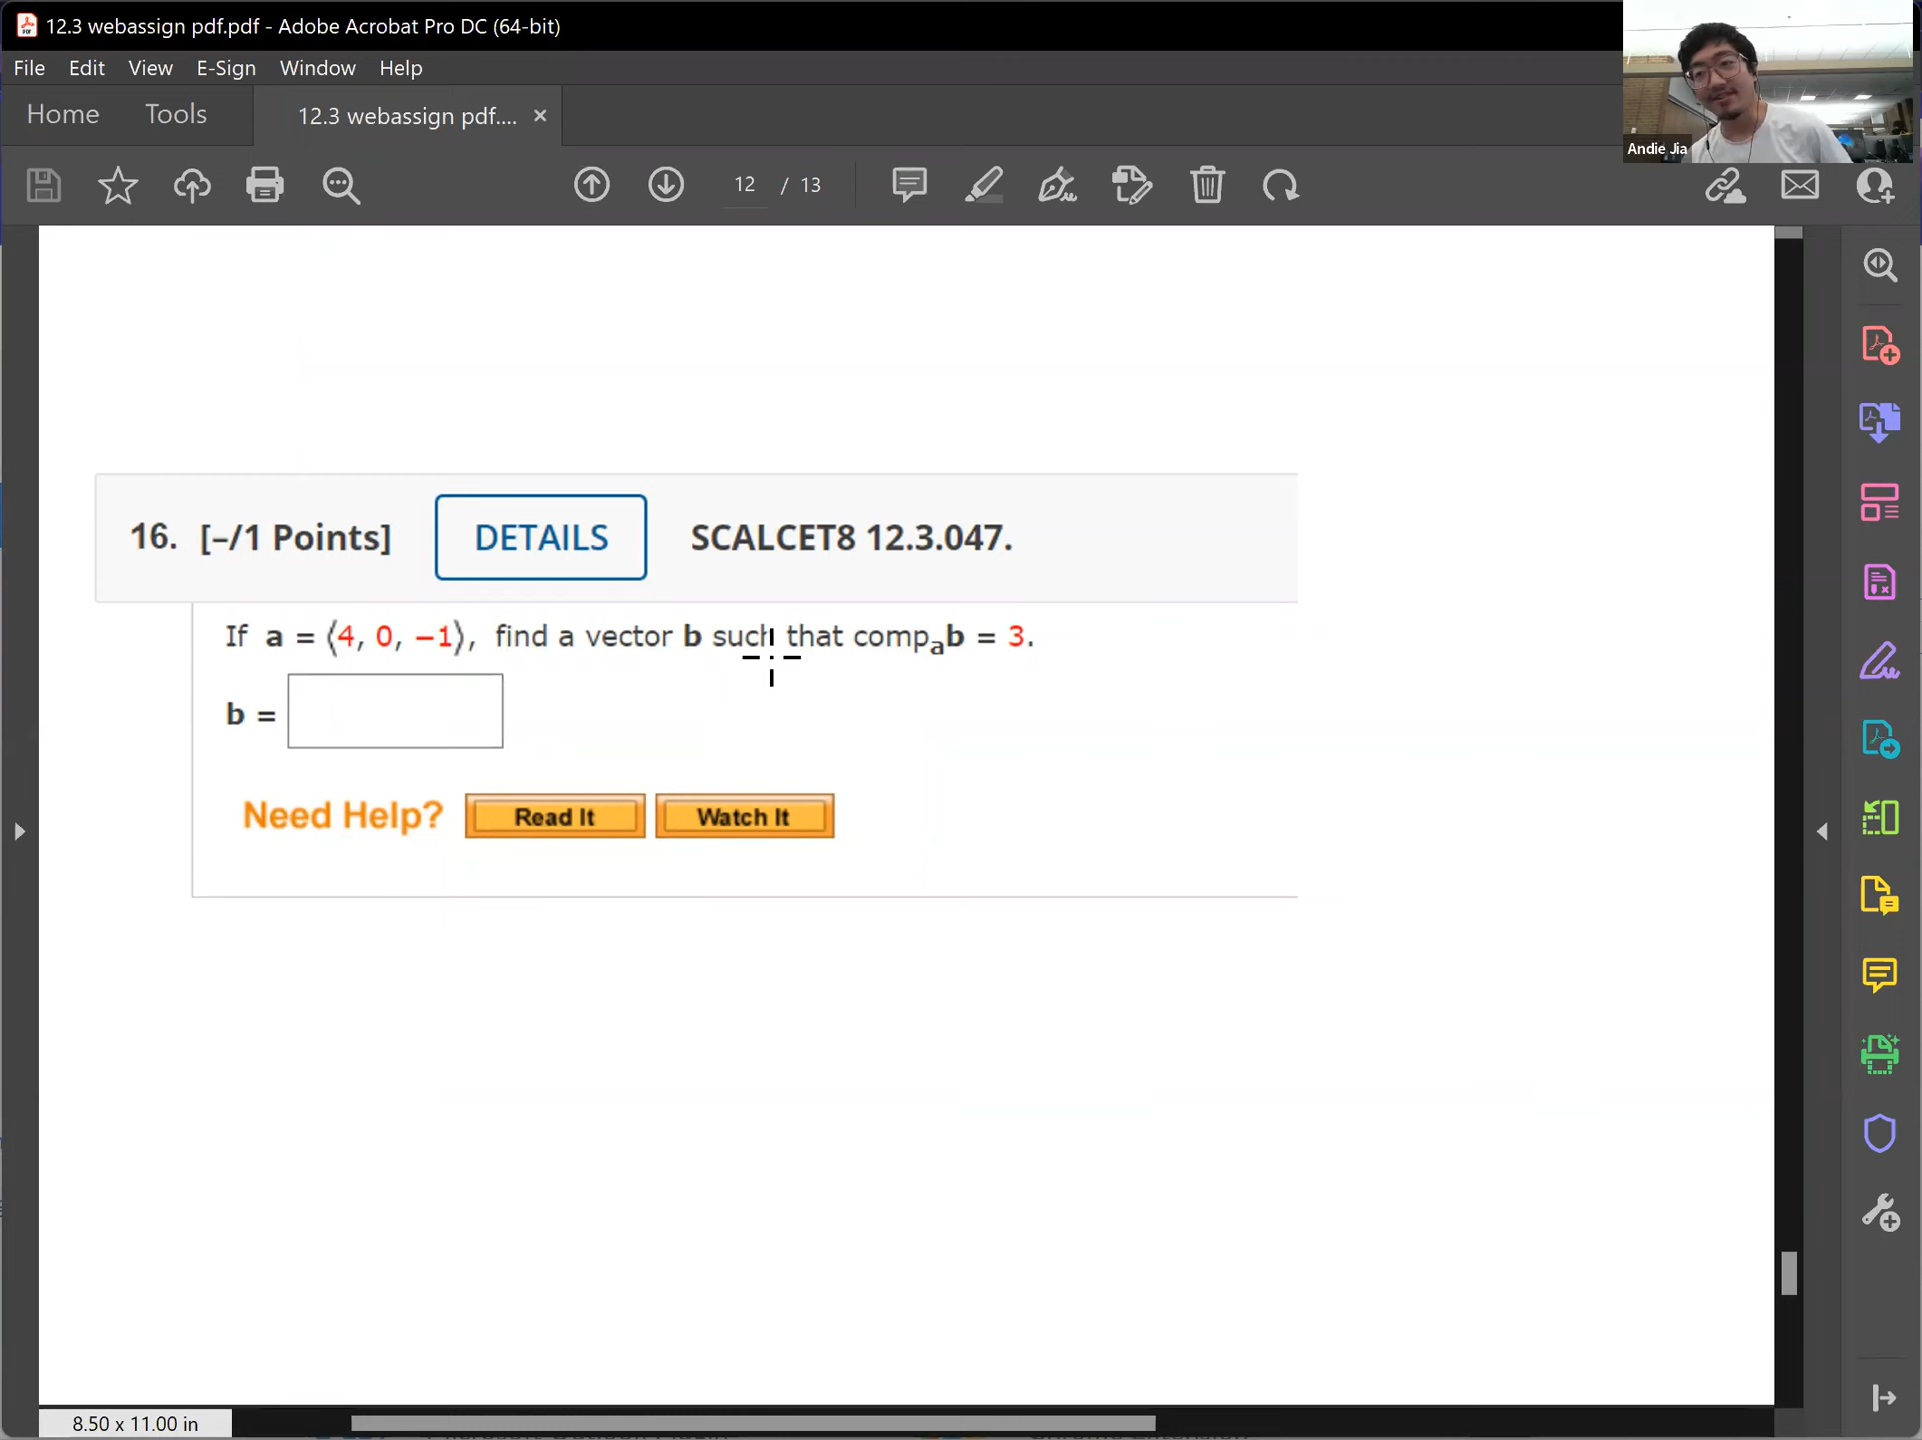 12.3 webassign pdf.pdf - Adobe Acrobat Pro DC (64-bit)
File Edit View E-Sign Window Help
Home Tools 12.3 webassign pdf.... ×
12 / 13
Andie Jia
16. [–/1 Points] DETAILS SCALCET8 12.3.047.
If a = ⟨4, 0, −1⟩, find a vector b such that compₐb = 3.
b =
Need Help? Read It Watch It
8.50 x 11.00 in